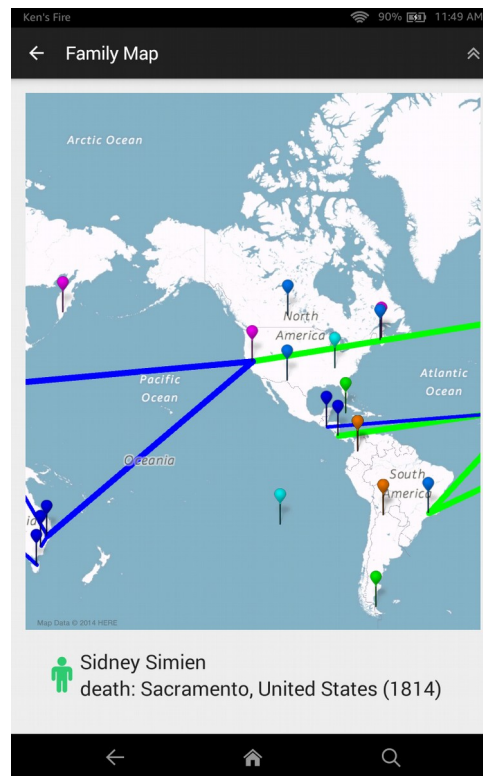 Ken's Fire 90% 11:49 AM
Family Map
Arctic Ocean
North
America
Pacific
Ocean
Atlantic
Ocean
Oceania
South
America
Map Data © 2014 HERE
Sidney Simien
death: Sacramento, United States (1814)